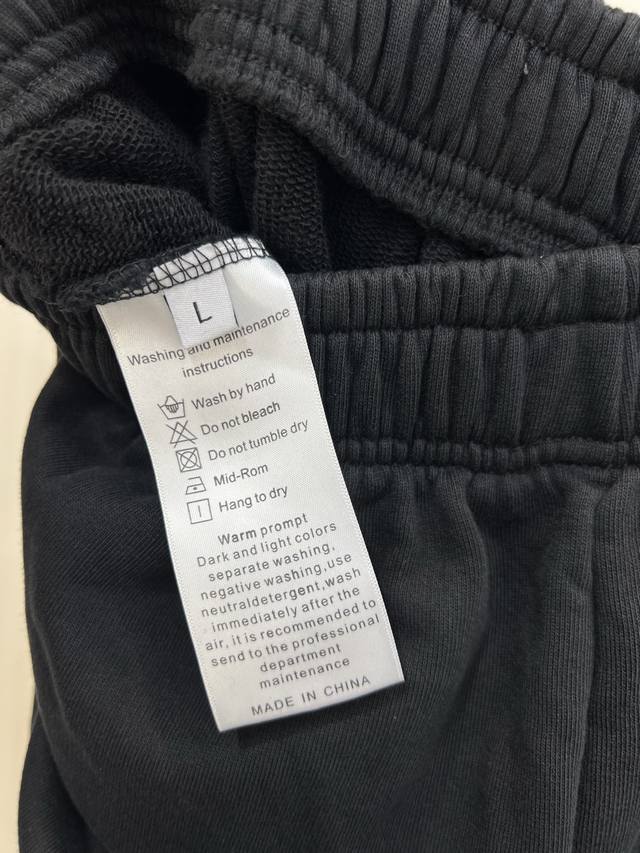 L
Washing and maintenance
instructions
Wash by hand
Do not bleach
Do not tumble dry
Mid-Rom
Hang to dry
Warm prompt
Dark and light colors
separate washing,
negative washing,use
neutraldetergent,wash
immediately after the
air, it is recommended to
send to the professional
department
maintenance
MADE IN CHINA